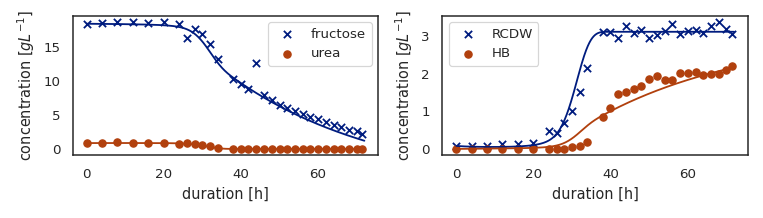 concentration [gL⁻¹]
15
10
5
0
fructose
urea
0
20
40
60
duration [h]
concentration [gL⁻¹]
3
2
1
0
RCDW
HB
0
20
40
60
duration [h]